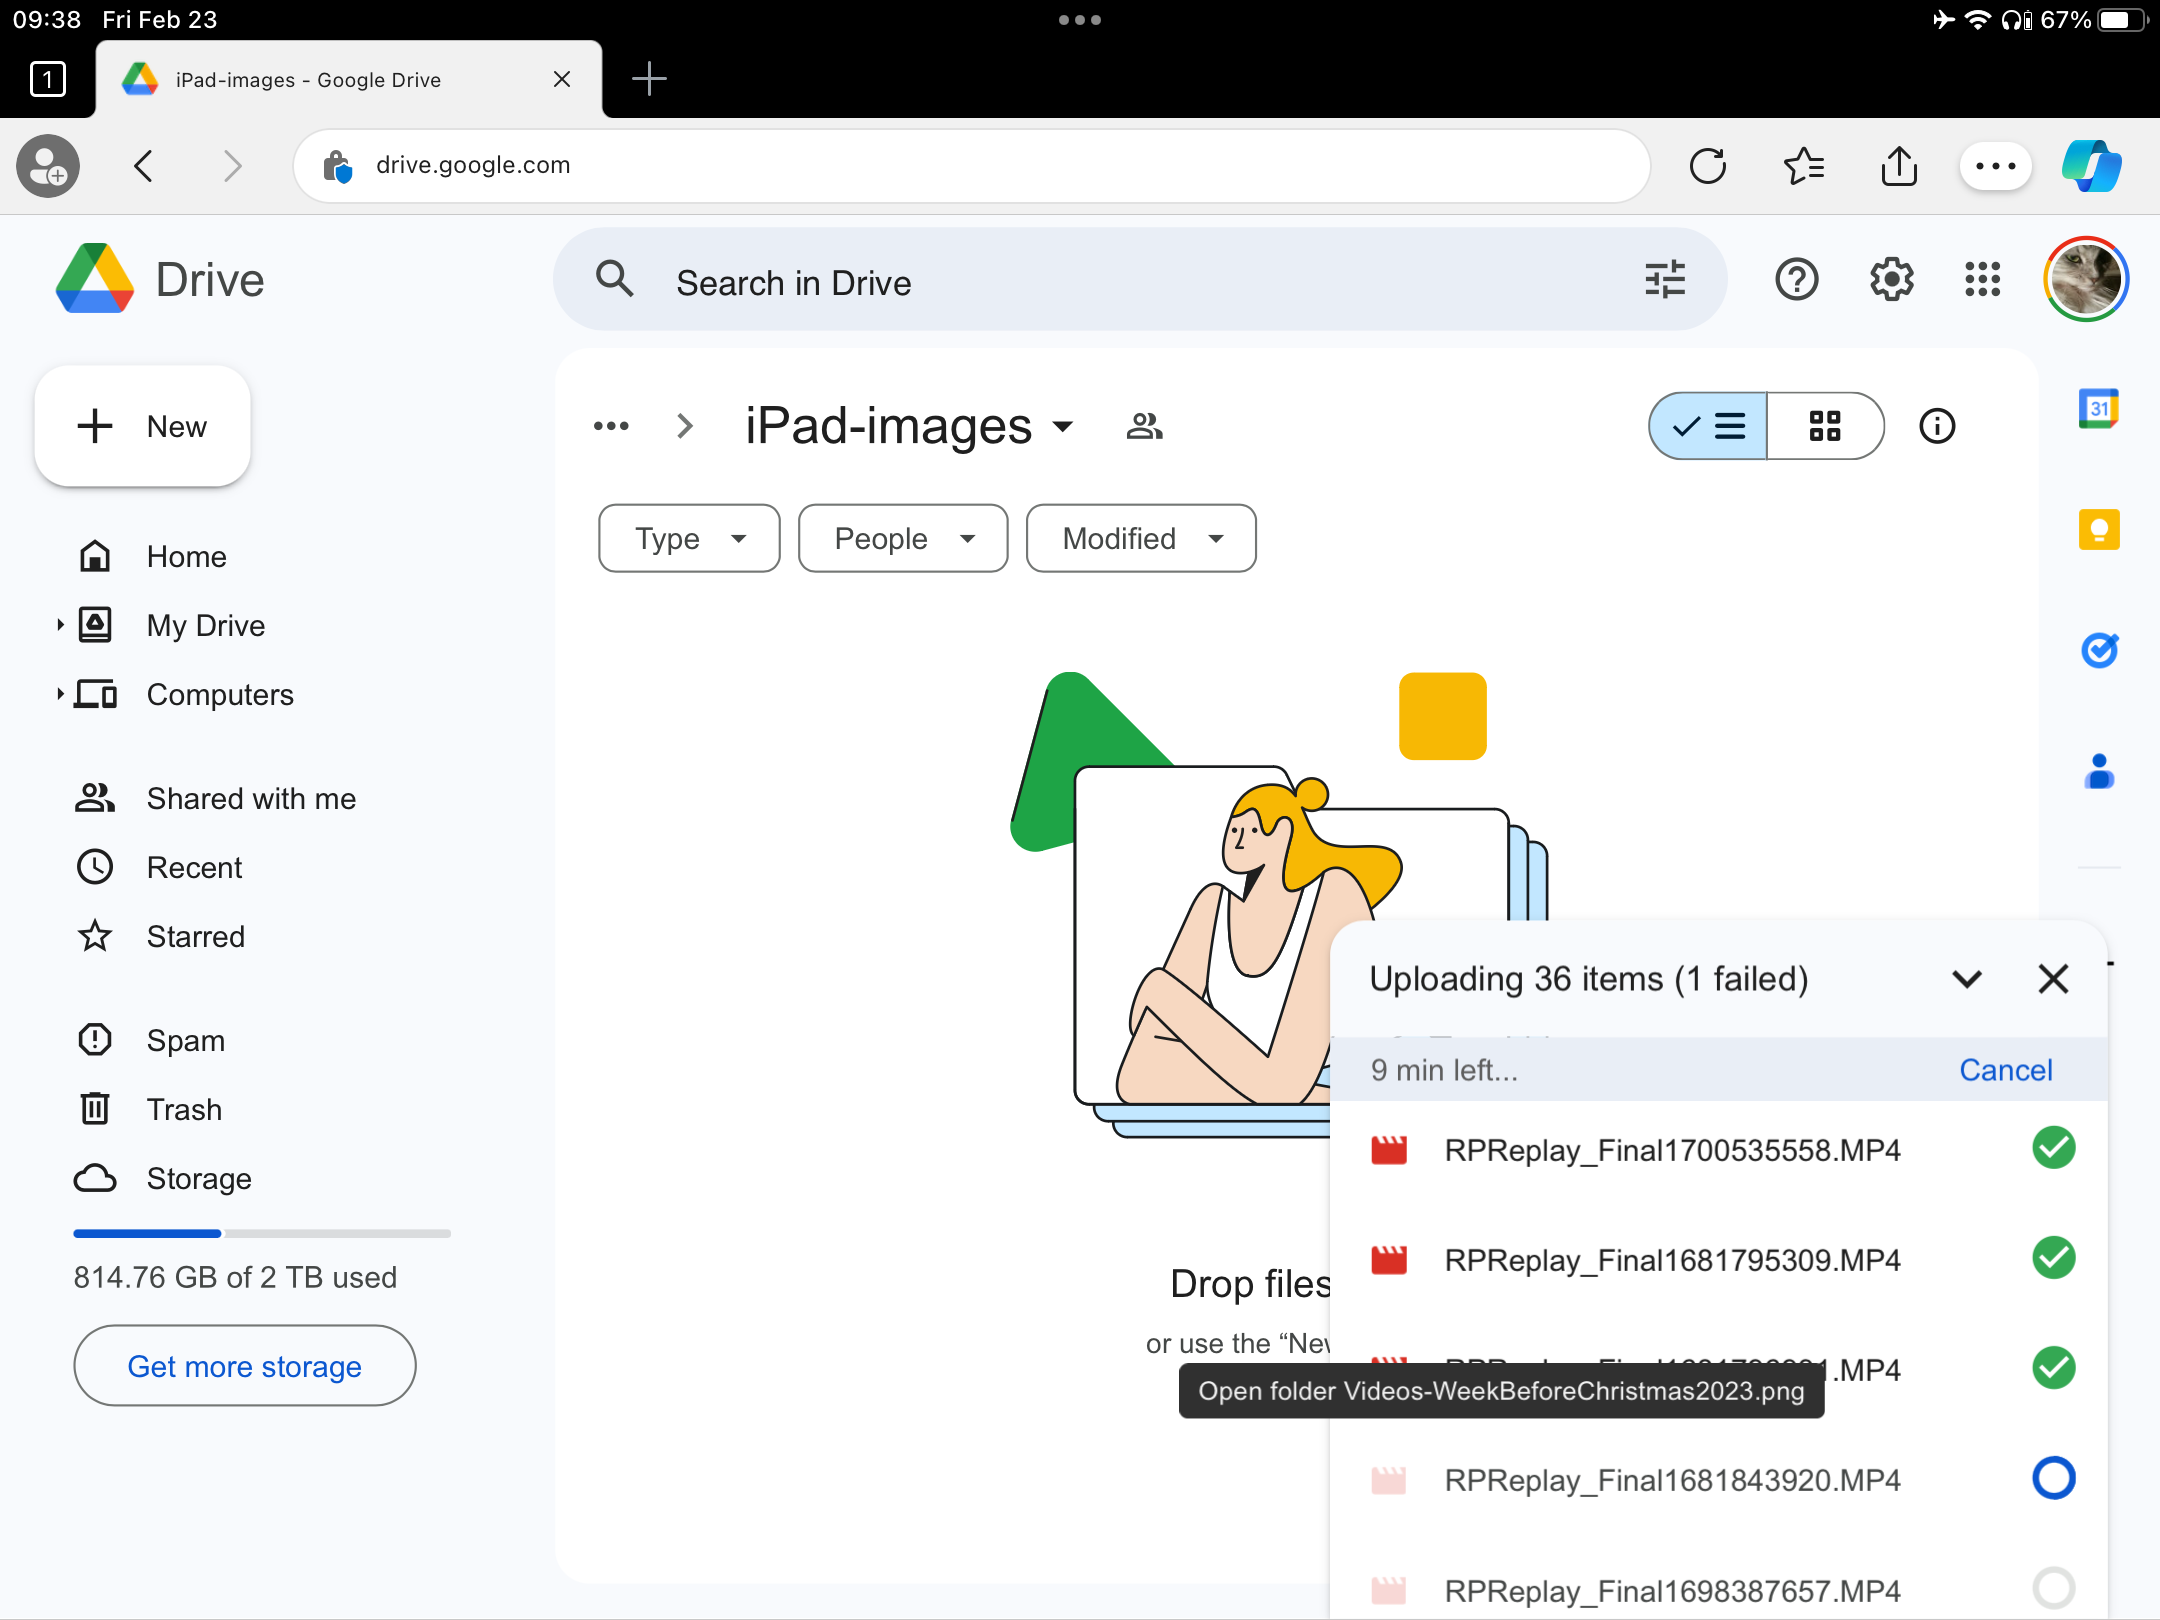 09:38 Fri Feb 23
67%
1
iPad-images - Google Drive
drive.google.com
Drive
Search in Drive
New
iPad-images
31
Type
People
Modified
Home
My Drive
Computers
Shared with me
Recent
Starred
Spam
Trash
Storage
814.76 GB of 2 TB used
Get more storage
Uploading 36 items (1 failed)
9 min left...
Cancel
RPReplay_Final1700535558.MP4
RPReplay_Final1681795309.MP4
Drop files
or use the “New
.MP4
Open folder Videos-WeekBeforeChristmas2023.png
RPReplay_Final1681843920.MP4
RPReplay_Final1698387657.MP4